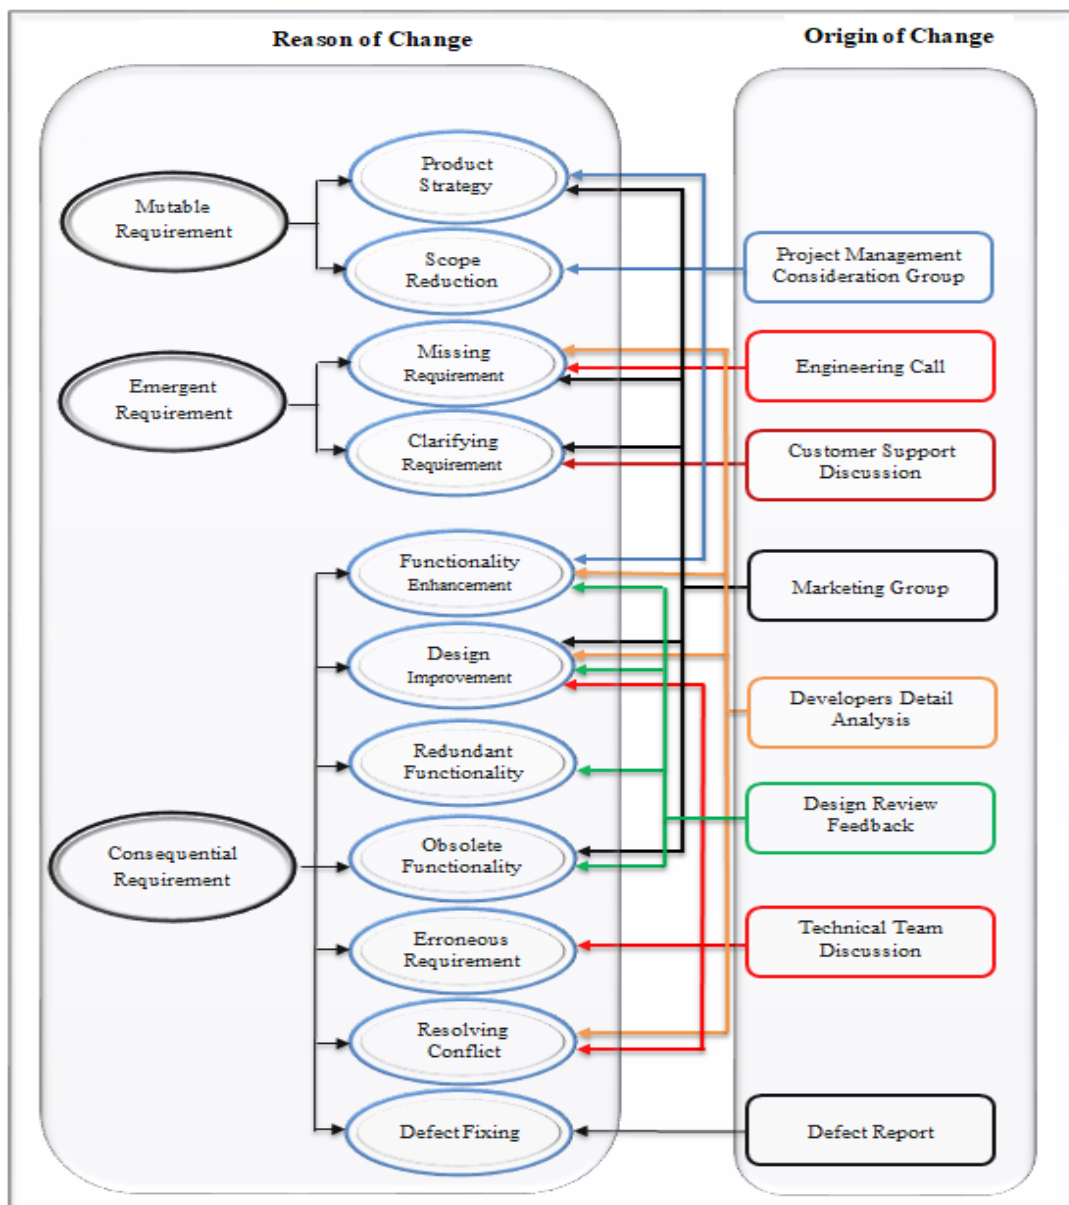 Reason of Change
Origin of Change
Mutable
Requirement
Product
Strategy
Scope
Reduction
Project Management
Consideration Group
Emergent
Requirement
Missing
Requirement
Clarifying
Requirement
Engineering Call
Customer Support
Discussion
Functionality
Enhancement
Marketing Group
Design
Improvement
Developers Detail
Analysis
Redundant
Functionality
Design Review
Feedback
Consequential
Requirement
Obsolete
Functionality
Erroneous
Requirement
Technical Team
Discussion
Resolving
Conflict
Defect Fixing
Defect Report